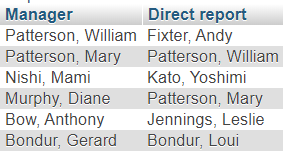 Manager Direct report
Patterson, William Fixter, Andy
Patterson, Mary Patterson, William
Nishi, Mami Kato, Yoshimi
Murphy, Diane Patterson, Mary
Bow, Anthony Jennings, Leslie
Bondur, Gerard Bondur, Loui